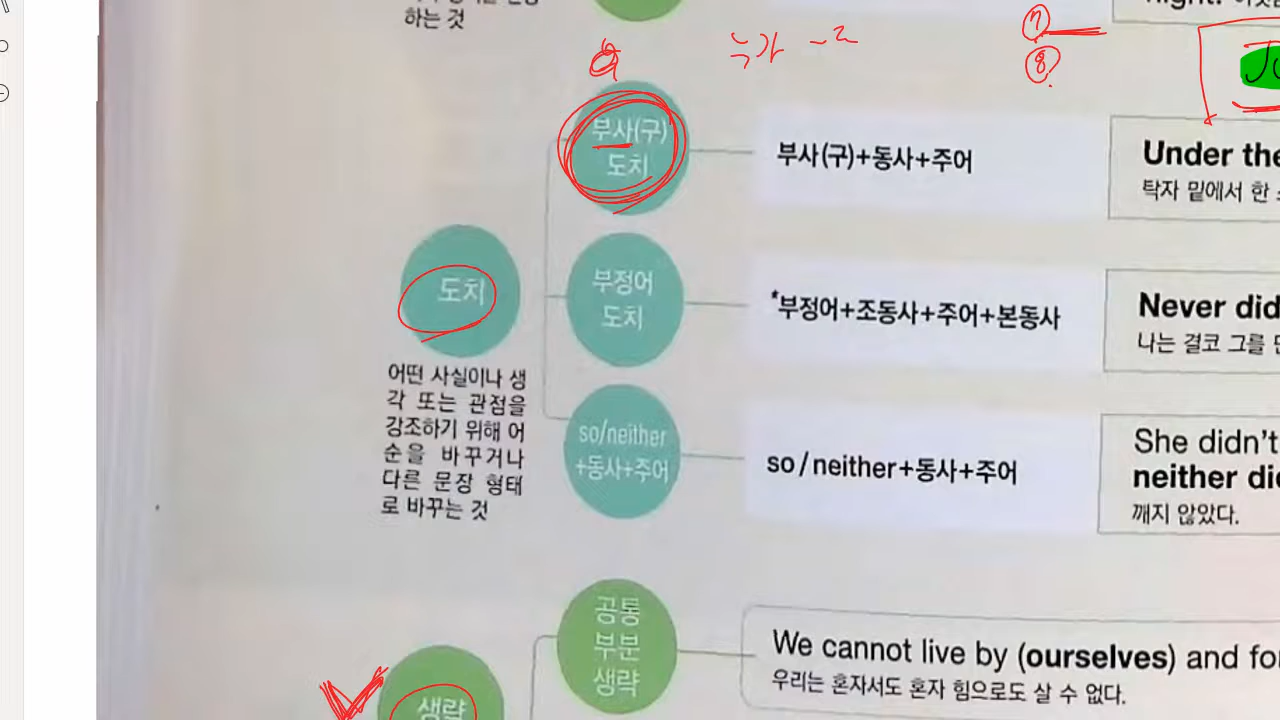 하는 것
누가 -고
⑦
⑧
부사(구)
도치
부사(구)+동사+주어
Under the
탁자 밑에서 한
도치
부정어
도치
*부정어+조동사+주어+본동사
Never did
나는 결코 그를
어떤 사실이나 생
각 또는 관점을
강조하기 위해 어
순을 바꾸거나
다른 문장 형태
로 바꾸는 것
so/neither
+동사+주어
so/neither+동사+주어
She didn't
neither di
깨지 않았다.
공통
부분
생략
We cannot live by (ourselves) and for
우리는 혼자서도 혼자 힘으로도 살 수 없다.
생략